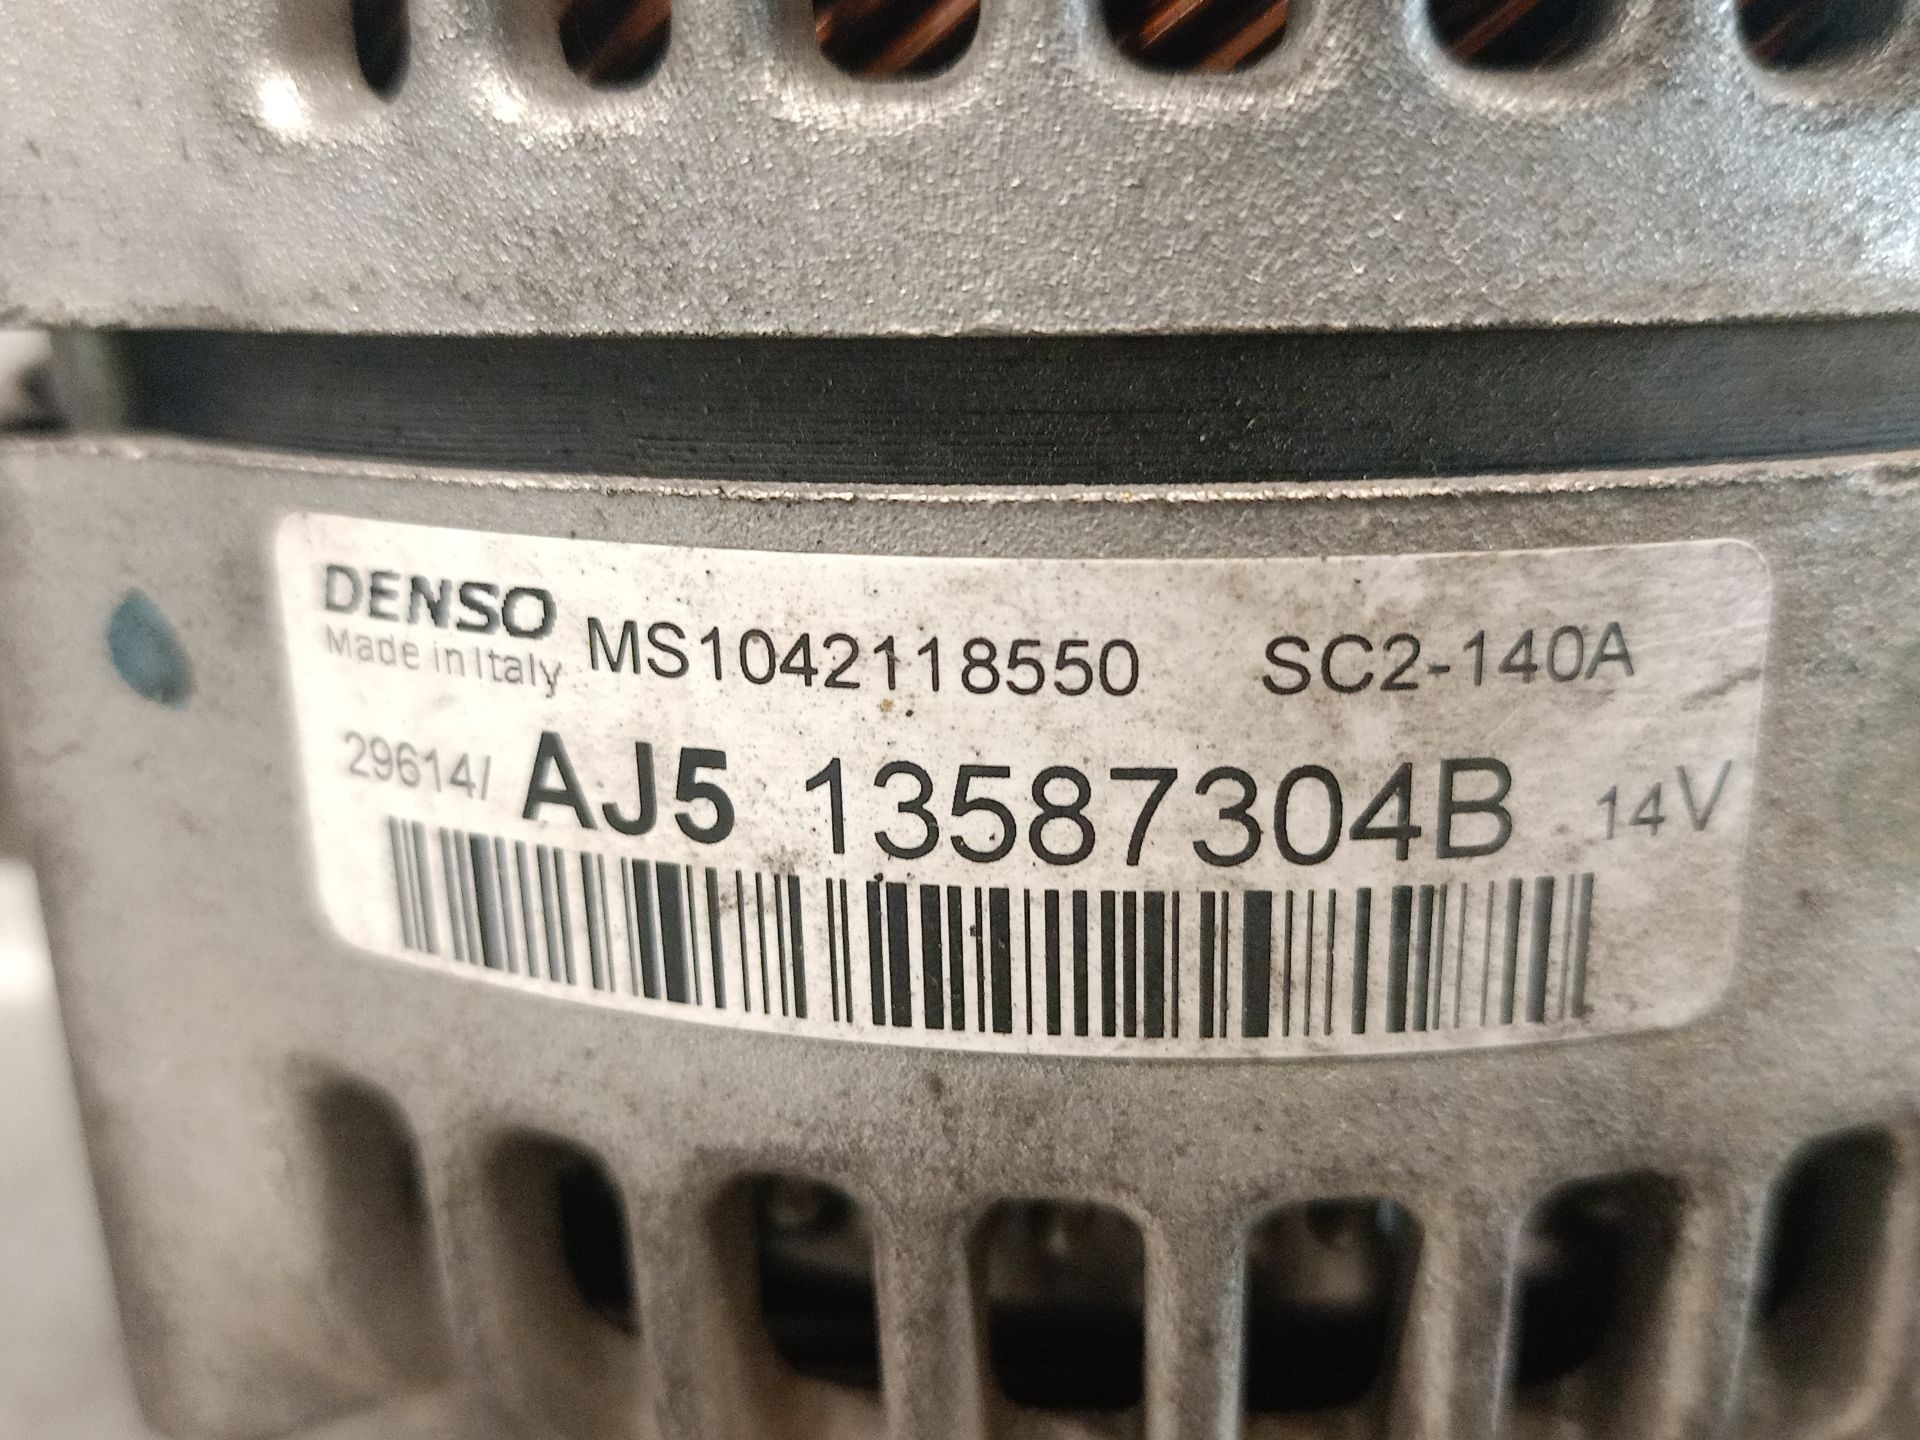 DENSO MS1042118550 SC2-140A
Made in Italy
29614/ AJ5 13587304B 14V